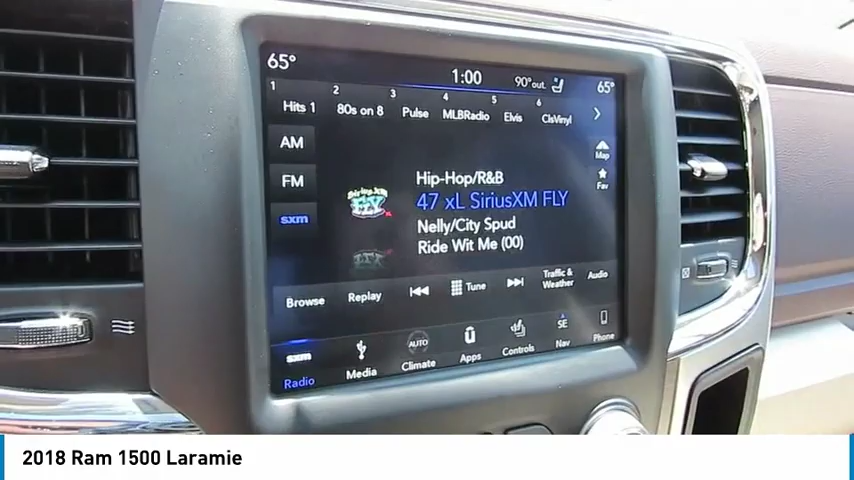 65° 1:00 90°out. 65°
1 2 3 4 5 6
Hits 1 80s on 8 Pulse MLBRadio Elvis ClsVinyl
AM
Map
FM
Fav
sxm
Hip-Hop/R&B
47 xL SiriusXM FLY
Nelly/City Spud
Ride Wit Me (00)
SiriusXM
FLY
Browse Replay Tune Traffic & Weather Audio
sxm AUTO SE
Radio Media Climate Apps Controls Nav Phone
2018 Ram 1500 Laramie